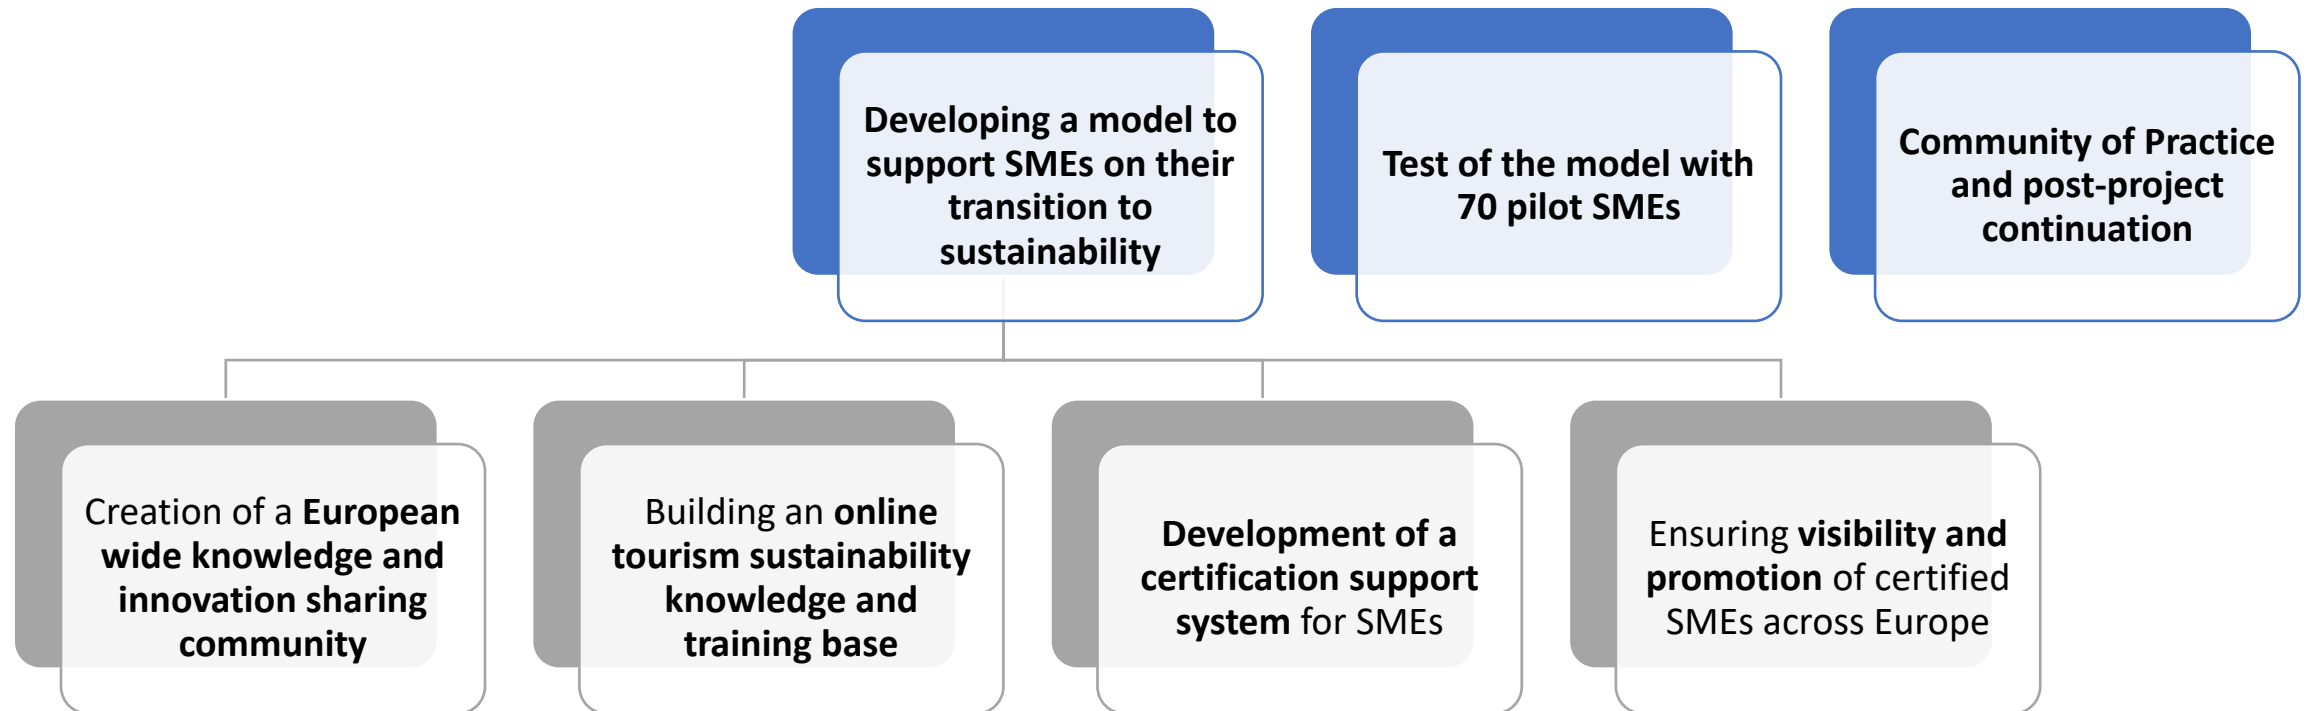 Developing a model to
support SMEs on their
transition to
sustainability
Test of the model with
70 pilot SMEs
Community of Practice
and post-project
continuation
Creation of a European
wide knowledge and
innovation sharing
community
Building an online
tourism sustainability
knowledge and
training base
Development of a
certification support
system for SMEs
Ensuring visibility and
promotion of certified
SMEs across Europe